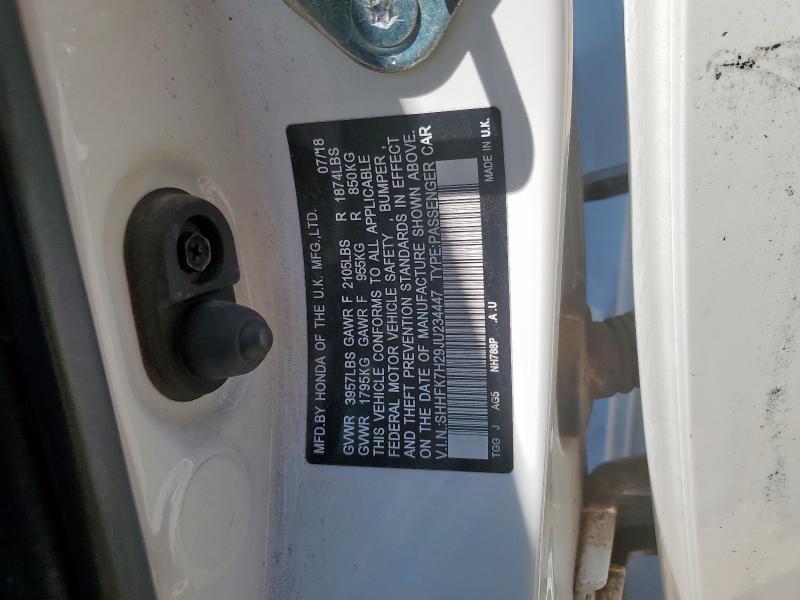 MFD.BY HONDA OF THE U.K. MFG.,LTD. 07/18
GVWR 3957LBS GAWR F 2105LBS R 1874LBS
GVWR 1795KG GAWR F 955KG R 850KG
THIS VEHICLE CONFORMS TO ALL APPLICABLE
FEDERAL MOTOR VEHICLE SAFETY , BUMPER ,
AND THEFT PREVENTION STANDARDS IN EFFECT
ON THE DATE OF MANUFACTURE SHOWN ABOVE.
V.I.N.:SHHFK7H29JU234447 TYPE:PASSENGER CAR
TGG J AG5 NH788P .A.U MADE IN U.K.